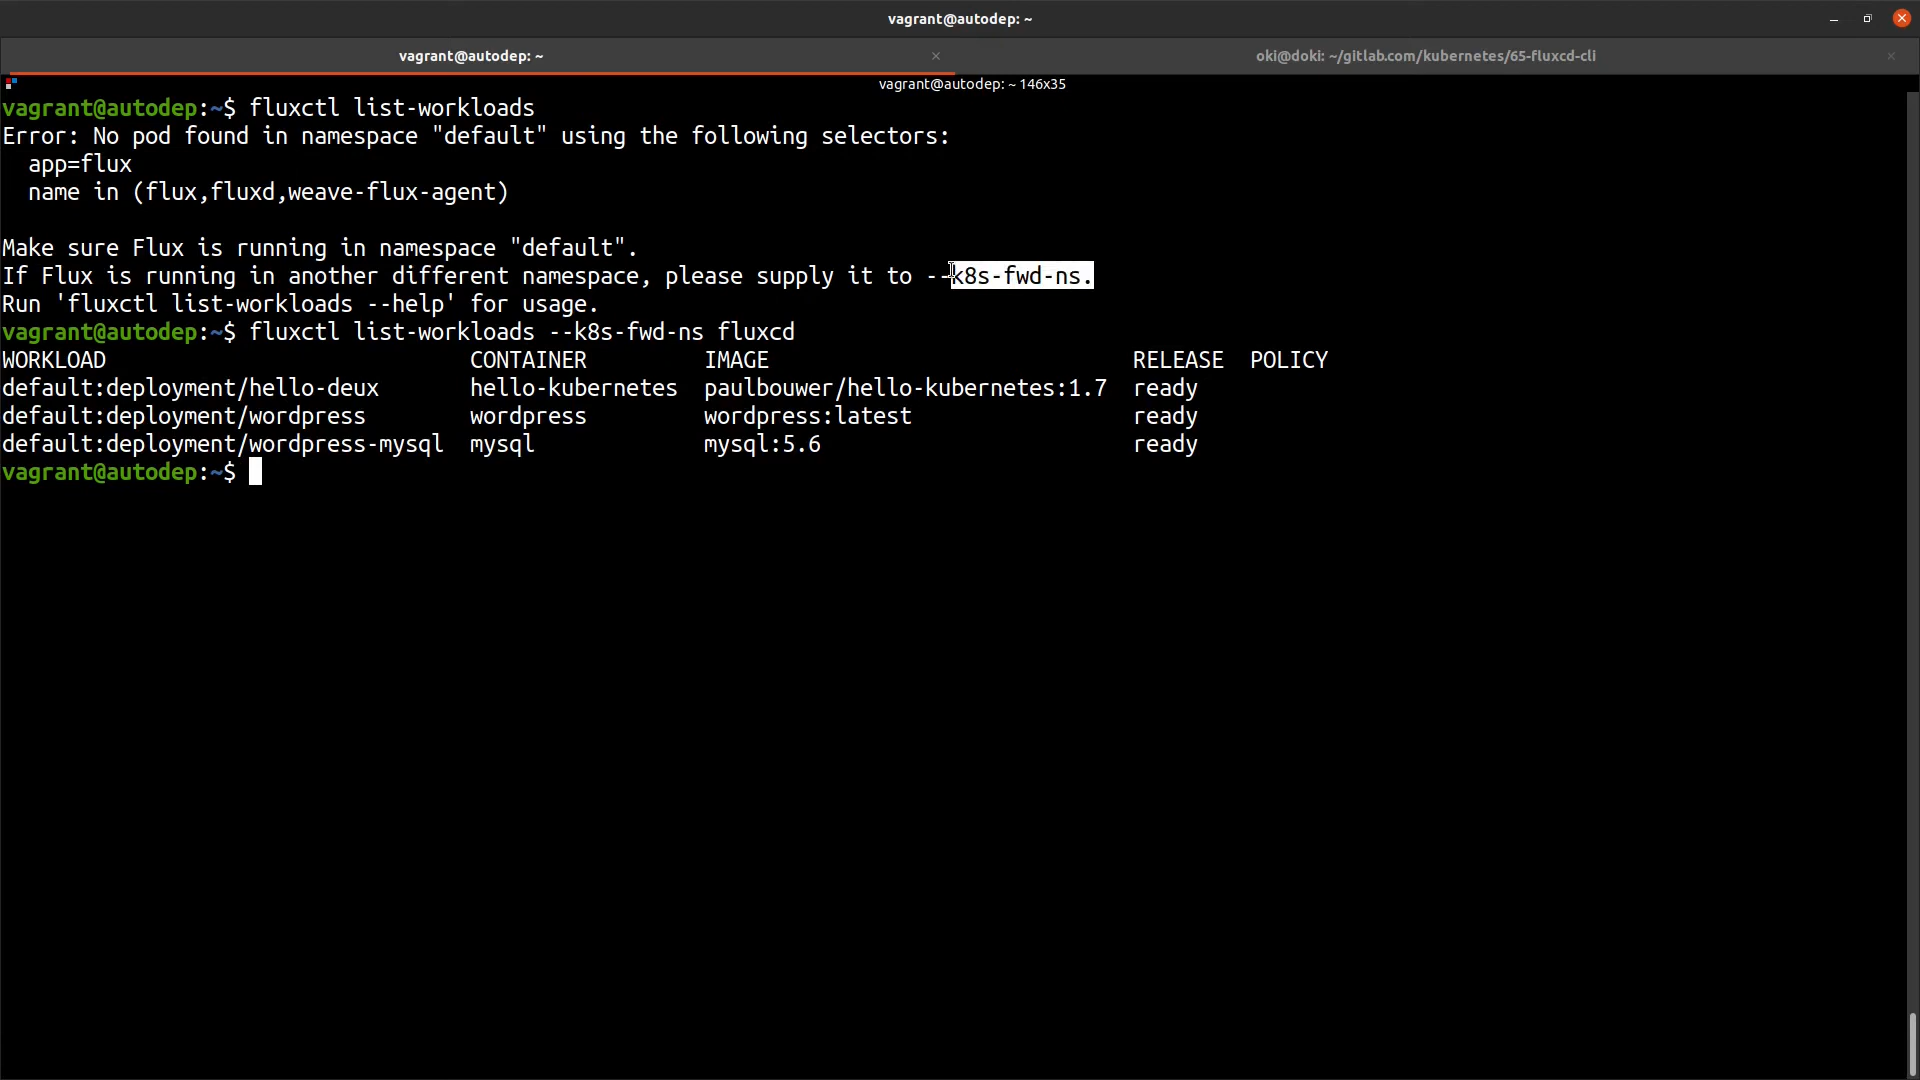 vagrant@autodep: ~
vagrant@autodep: ~ × oki@doki: ~/gitlab.com/kubernetes/65-fluxcd-cli ×
vagrant@autodep: ~ 146x35
vagrant@autodep:~$ fluxctl list-workloads
Error: No pod found in namespace "default" using the following selectors:
  app=flux
  name in (flux,fluxd,weave-flux-agent)
Make sure Flux is running in namespace "default".
If Flux is running in another different namespace, please supply it to --k8s-fwd-ns.
Run 'fluxctl list-workloads --help' for usage.
vagrant@autodep:~$ fluxctl list-workloads --k8s-fwd-ns fluxcd
WORKLOAD                            CONTAINER         IMAGE                            RELEASE  POLICY
default:deployment/hello-deux       hello-kubernetes  paulbouwer/hello-kubernetes:1.7  ready
default:deployment/wordpress        wordpress         wordpress:latest                 ready
default:deployment/wordpress-mysql  mysql             mysql:5.6                        ready
vagrant@autodep:~$